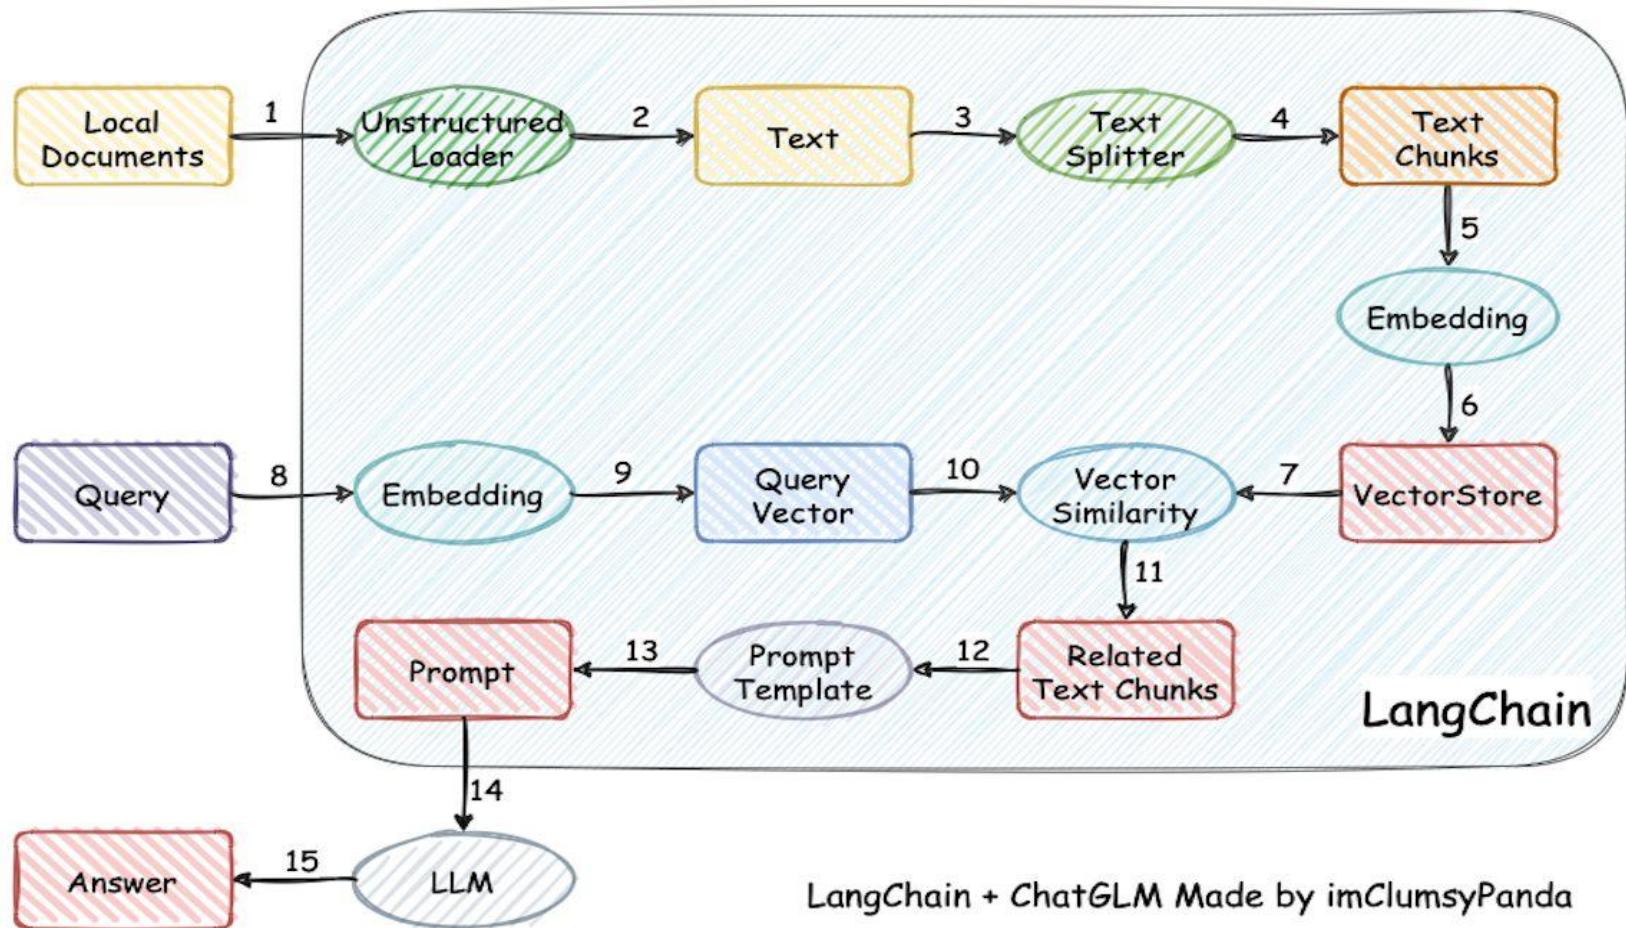 Local
Documents
1
Unstructured
Loader
2
Text
3
Text
Splitter
4
Text
Chunks
5
Embedding
6
Query
8
Embedding
9
Query
Vector
10
Vector
Similarity
7
VectorStore
11
Prompt
13
Prompt
Template
12
Related
Text Chunks
LangChain
14
Answer
15
LLM
LangChain + ChatGLM Made by imClumsyPanda